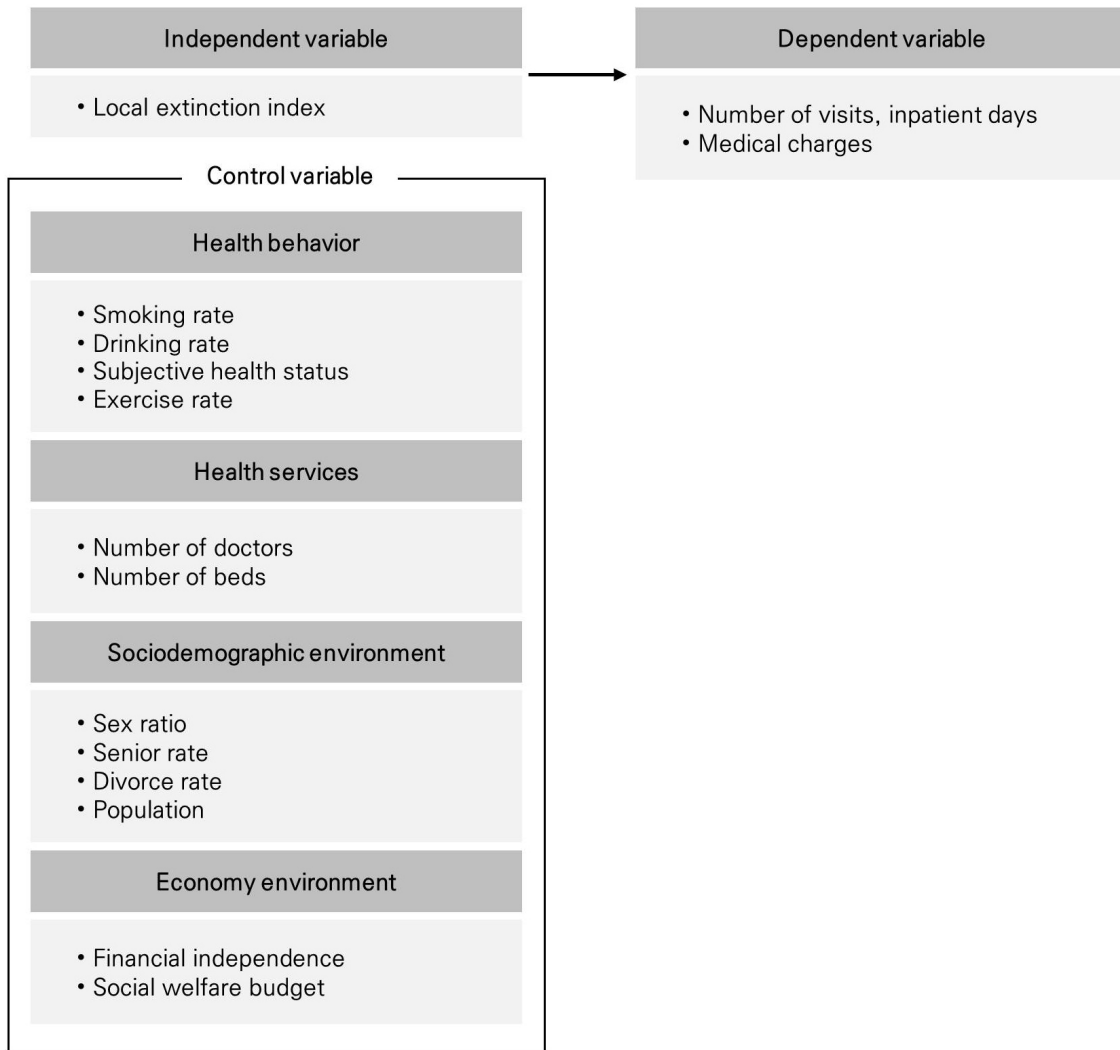 Independent variable
• Local extinction index
Dependent variable
• Number of visits, inpatient days
• Medical charges
Control variable
Health behavior
• Smoking rate
• Drinking rate
• Subjective health status
• Exercise rate
Health services
• Number of doctors
• Number of beds
Sociodemographic environment
• Sex ratio
• Senior rate
• Divorce rate
• Population
Economy environment
• Financial independence
• Social welfare budget